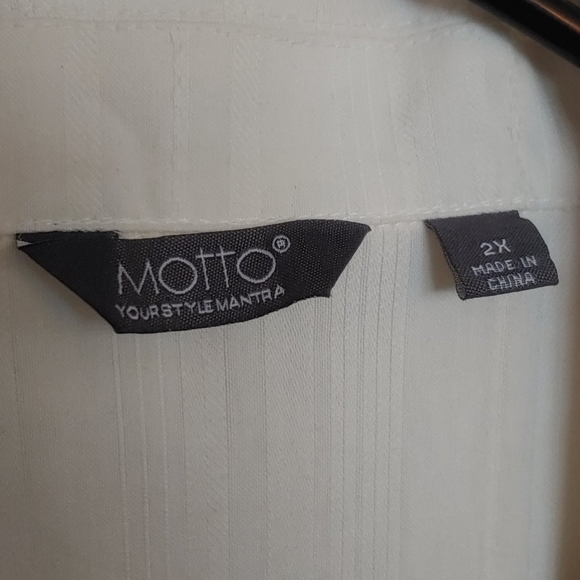 MOTTO®
YOUR STYLE MANTRA
2X
MADE IN
CHINA